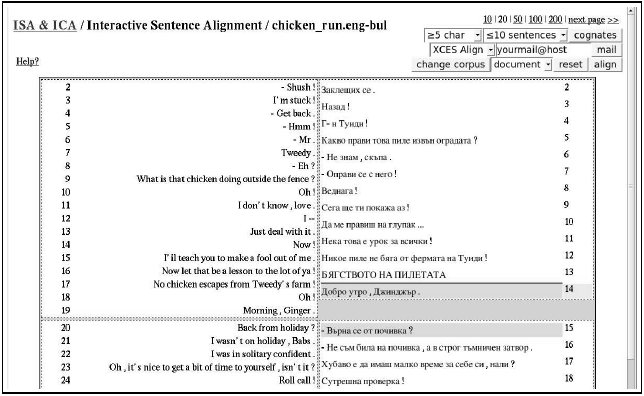 ISA & ICA / Interactive Sentence Alignment / chicken_run.eng-bul
10 | 20 | 50 | 100 | 200 | next page >>
≥5 char ≤10 sentences cognates
XCES Align yourmail@host mail
change corpus document reset align
Help?
2 - Shush !
3 I' m stuck !
4 - Get back .
5 - Hmm !
6 - Mr .
7 Tweedy .
8 - Eh ?
9 What is that chicken doing outside the fence ?
10 Oh !
11 I don' t know , love .
12 I --
13 Just deal with it .
14 Now !
15 I' il teach you to make a fool out of me .
16 Now let that be a lesson to the lot of ya !
17 No chicken escapes from Tweedy' s farm !
18 Oh !
19 Morning , Ginger .
Заклещих се . 2
Назад ! 3
Г- н Туиди ! 4
Какво прави това пиле извън оградата ? 5
- Не знам , скъпа . 6
- Оправи се с него ! 7
Веднага ! 8
Сега ще ти покажа аз ! 9
Да ме правиш на глупак ... 10
Нека това е урок за всички ! 11
Никое пиле не бяга от фермата на Туиди ! 12
БЯГСТВОТО НА ПИЛЕТАТА 13
Добро утро , Джинджър . 14
20 Back from holiday ?
21 I wasn' t on holiday , Babs .
22 I was in solitary confident .
23 Oh , it' s nice to get a bit of time to yourself , isn' t it ?
24 Roll call !
- Върна се от почивка ? 15
- Не съм била на почивка , а в строг тъмничен затвор . 16
Хубаво е да имаш малко време за себе си , нали ? 17
Сутрешна проверка ! 18